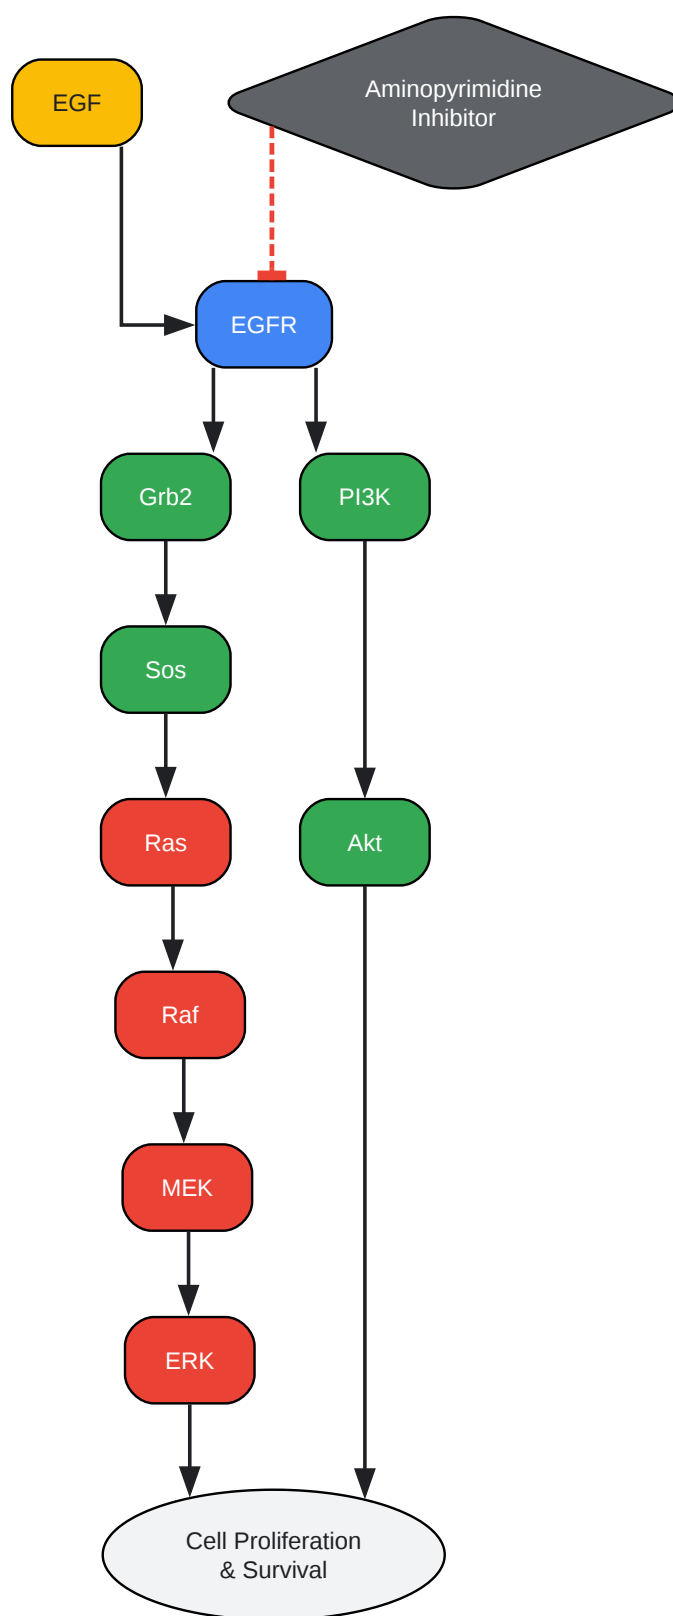 EGF
Aminopyrimidine
Inhibitor
EGFR
Grb2
PI3K
Sos
Ras
Akt
Raf
MEK
ERK
Cell Proliferation
& Survival